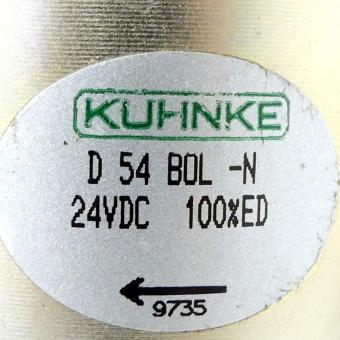 KUHNKE
D 54 BOL -N
24VDC 100%ED
9735